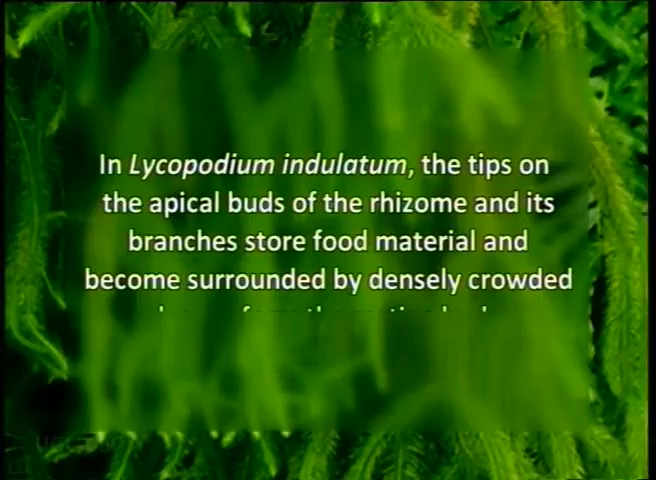 In Lycopodium indulatum, the tips on
the apical buds of the rhizome and its
branches store food material and
become surrounded by densely crowded